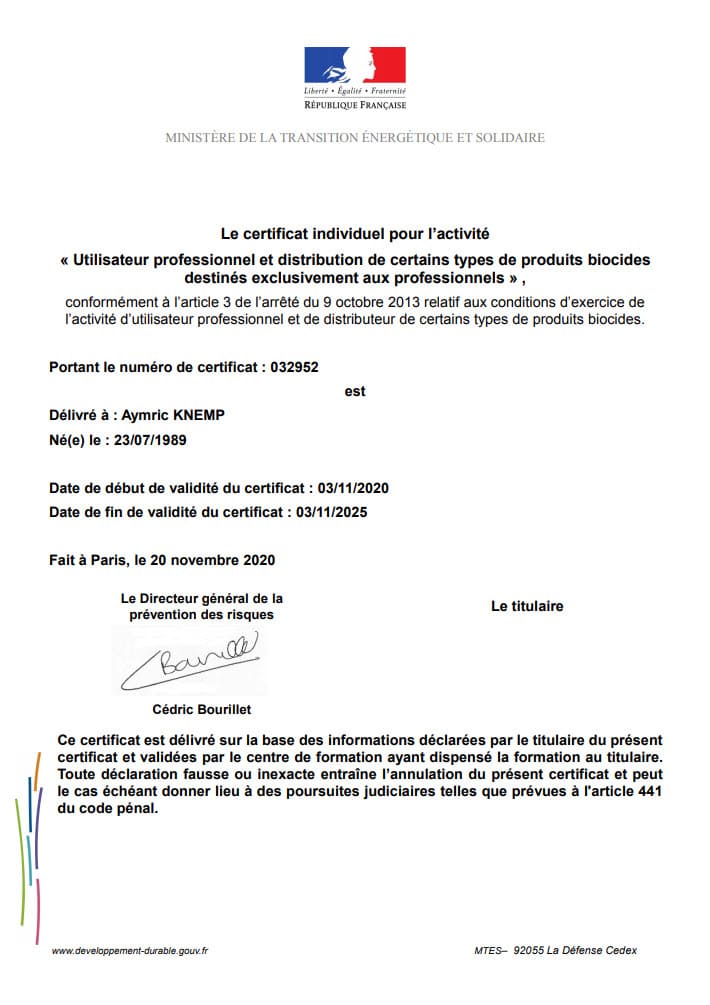 Liberté • Égalité • Fraternité
RÉPUBLIQUE FRANÇAISE
MINISTÈRE DE LA TRANSITION ÉNERGÉTIQUE ET SOLIDAIRE
Le certificat individuel pour l’activité
« Utilisateur professionnel et distribution de certains types de produits biocides
destinés exclusivement aux professionnels » ,
conformément à l’article 3 de l’arrêté du 9 octobre 2013 relatif aux conditions d’exercice de
l’activité d’utilisateur professionnel et de distributeur de certains types de produits biocides.
Portant le numéro de certificat : 032952
est
Délivré à : Aymric KNEMP
Né(e) le : 23/07/1989
Date de début de validité du certificat : 03/11/2020
Date de fin de validité du certificat : 03/11/2025
Fait à Paris, le 20 novembre 2020
Le Directeur général de la
prévention des risques
Le titulaire
Bourillet
Cédric Bourillet
Ce certificat est délivré sur la base des informations déclarées par le titulaire du présent
certificat et validées par le centre de formation ayant dispensé la formation au titulaire.
Toute déclaration fausse ou inexacte entraîne l’annulation du présent certificat et peut
le cas échéant donner lieu à des poursuites judiciaires telles que prévues à l'article 441
du code pénal.
www.developpement-durable.gouv.fr
MTES– 92055 La Défense Cedex